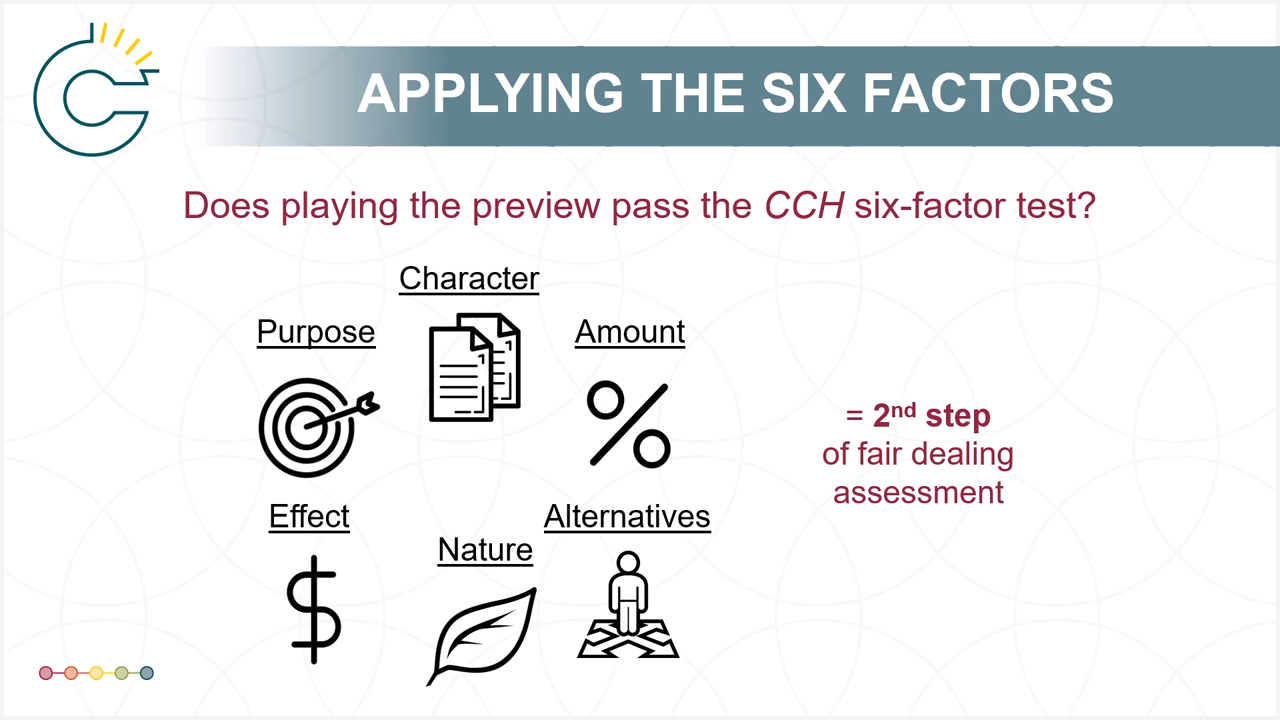 APPLYING THE SIX FACTORS
Does playing the preview pass the CCH six-factor test?
Character
Purpose
Amount
= 2nd step
of fair dealing
assessment
Effect
Alternatives
Nature